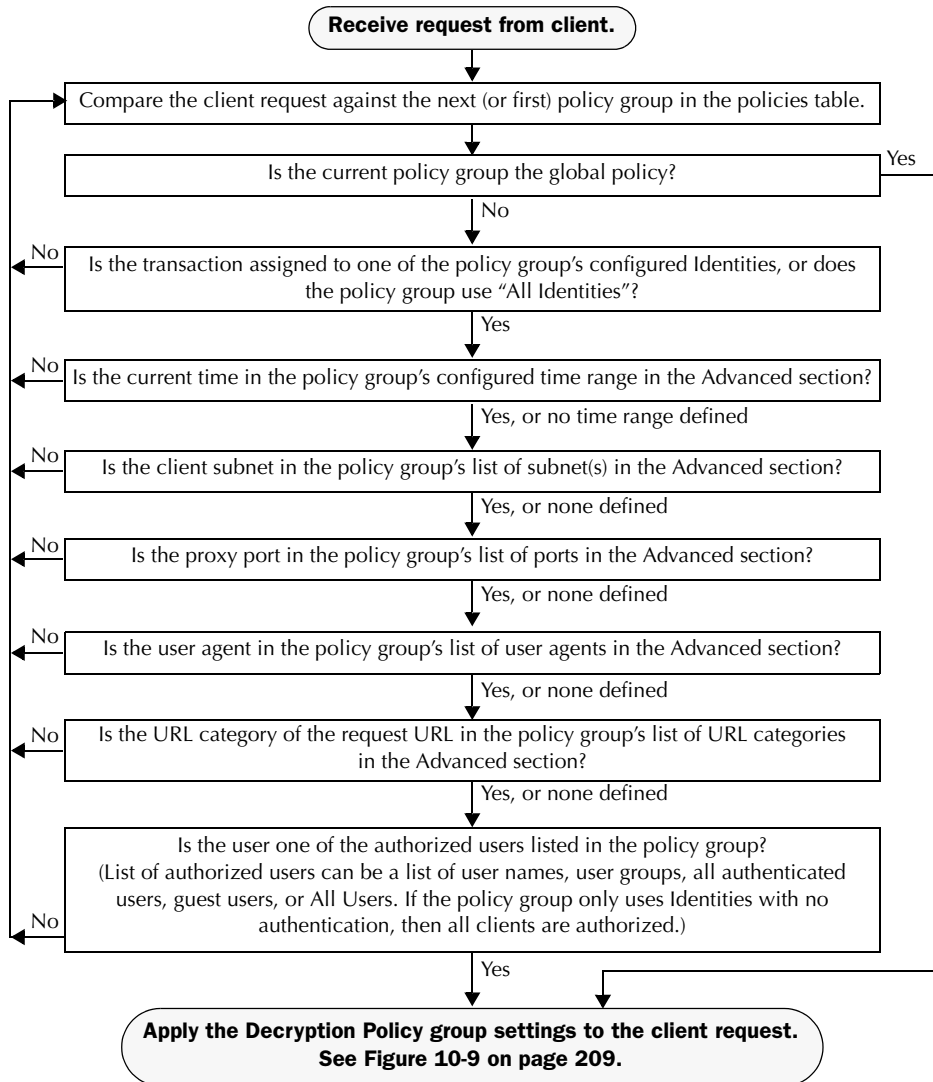 Receive request from client.
Compare the client request against the next (or first) policy group in the policies table.
Is the current policy group the global policy?
Yes
No
No
Is the transaction assigned to one of the policy group's configured Identities, or does
the policy group use “All Identities”?
Yes
No
Is the current time in the policy group's configured time range in the Advanced section?
Yes, or no time range defined
No
Is the client subnet in the policy group's list of subnet(s) in the Advanced section?
Yes, or none defined
No
Is the proxy port in the policy group's list of ports in the Advanced section?
Yes, or none defined
No
Is the user agent in the policy group's list of user agents in the Advanced section?
Yes, or none defined
No
Is the URL category of the request URL in the policy group's list of URL categories
in the Advanced section?
Yes, or none defined
Is the user one of the authorized users listed in the policy group?
(List of authorized users can be a list of user names, user groups, all authenticated
users, guest users, or All Users. If the policy group only uses Identities with no
authentication, then all clients are authorized.)
No
Yes
Apply the Decryption Policy group settings to the client request.
See Figure 10-9 on page 209.